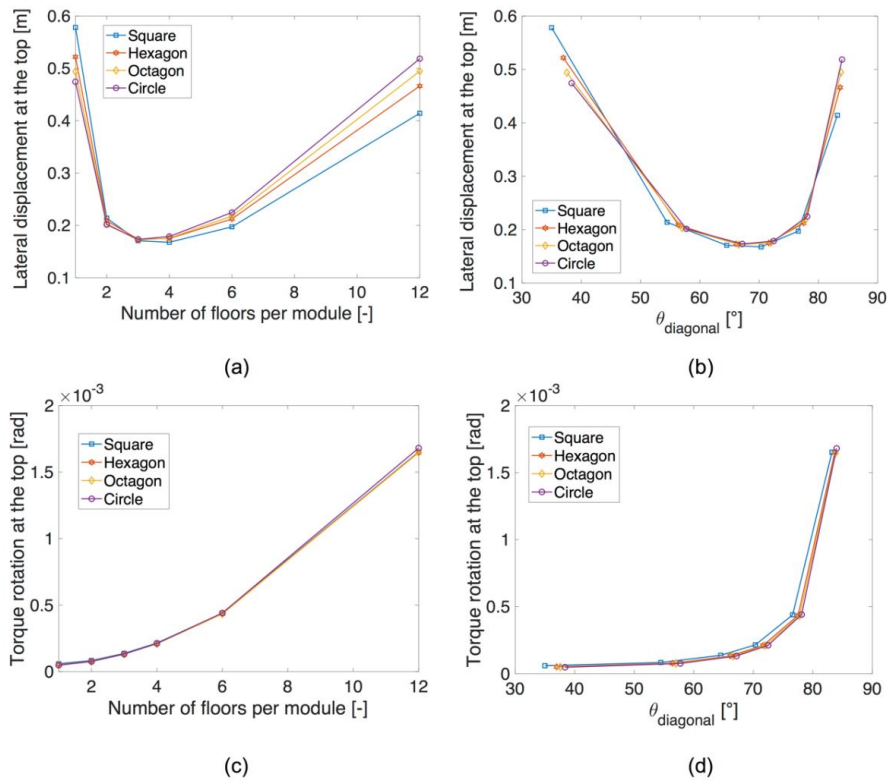 Lateral displacement at the top [m]
0.6
0.5
0.4
0.3
0.2
0.1
Square
Hexagon
Octagon
Circle
2 4 6 8 10 12
Number of floors per module [-]
(a)
Lateral displacement at the top [m]
0.6
0.5
0.4
0.3
0.2
0.1
Square
Hexagon
Octagon
Circle
30 40 50 60 70 80 90
θdiagonal [°]
(b)
Torque rotation at the top [rad]
×10-3
2
1.5
1
0.5
0
Square
Hexagon
Octagon
Circle
2 4 6 8 10 12
Number of floors per module [-]
(c)
Torque rotation at the top [rad]
×10-3
2
1.5
1
0.5
0
Square
Hexagon
Octagon
Circle
30 40 50 60 70 80 90
θdiagonal [°]
(d)